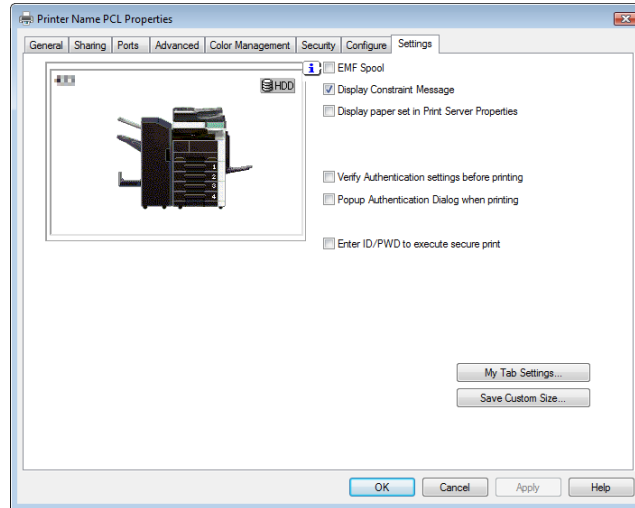 Printer Name PCL Properties
General Sharing Ports Advanced Color Management Security Configure Settings
HDD
1
2
3
4
i
EMF Spool
Display Constraint Message
Display paper set in Print Server Properties
Verify Authentication settings before printing
Popup Authentication Dialog when printing
Enter ID/PWD to execute secure print
My Tab Settings...
Save Custom Size...
OK Cancel Apply Help